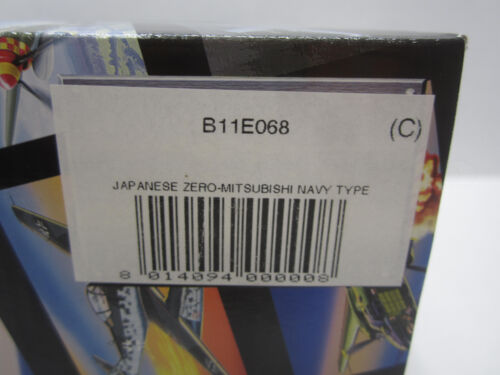 B11E068 (C)
JAPANESE ZERO-MITSUBISHI NAVY TYPE
8 014094 000008